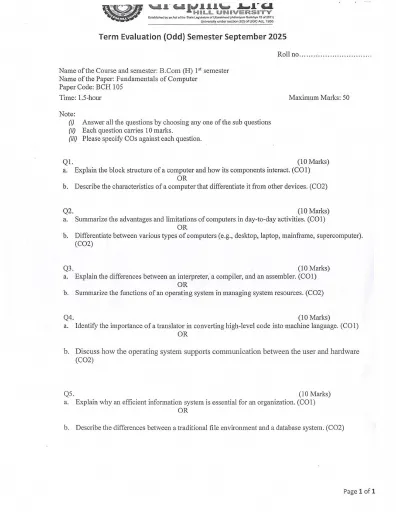 Graphic Era
HILL UNIVERSITY
Term Evaluation (Odd) Semester September 2025
Roll no..............................
Name of the Course and semester: B.Com (H) 1st semester
Name of the Paper: Fundamentals of Computer
Paper Code: BCH 105
Time: 1.5-hour Maximum Marks: 50
Note:
(i) Answer all the questions by choosing any one of the sub questions
(ii) Each question carries 10 marks.
(iii) Please specify COs against each question.
Q1. (10 Marks)
a. Explain the block structure of a computer and how its components interact. (CO1)
OR
b. Describe the characteristics of a computer that differentiate it from other devices. (CO2)
Q2. (10 Marks)
a. Summarize the advantages and limitations of computers in day-to-day activities. (CO1)
OR
b. Differentiate between various types of computers (e.g., desktop, laptop, mainframe, supercomputer).
(CO2)
Q3. (10 Marks)
a. Explain the differences between an interpreter, a compiler, and an assembler. (CO1)
OR
b. Summarize the functions of an operating system in managing system resources. (CO2)
Q4. (10 Marks)
a. Identify the importance of a translator in converting high-level code into machine language. (CO1)
OR
b. Discuss how the operating system supports communication between the user and hardware
(CO2)
Q5. (10 Marks)
a. Explain why an efficient information system is essential for an organization. (CO1)
OR
b. Describe the differences between a traditional file environment and a database system. (CO2)
Page 1 of 1